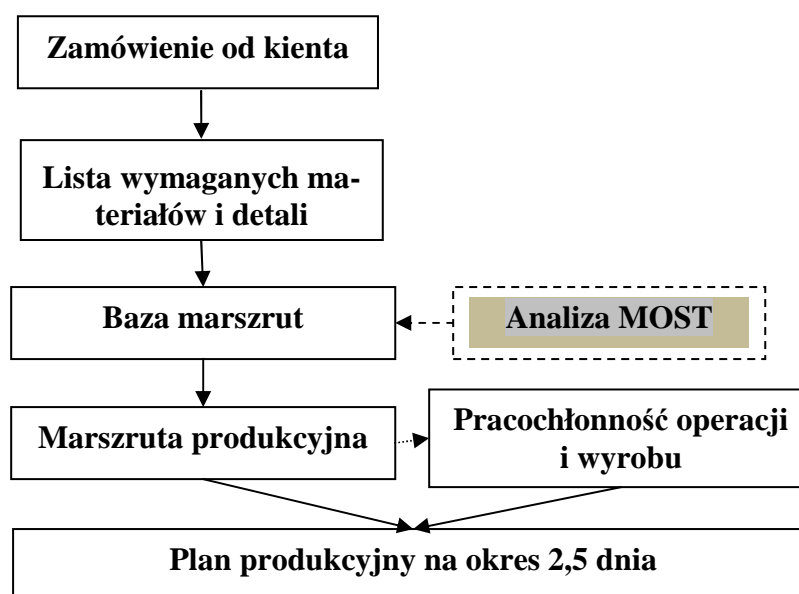 Zamówienie od kienta
Lista wymaganych ma-
teriałów i detali
Baza marszrut
Analiza MOST
Marszruta produkcyjna
Pracochłonność operacji
i wyrobu
Plan produkcyjny na okres 2,5 dnia